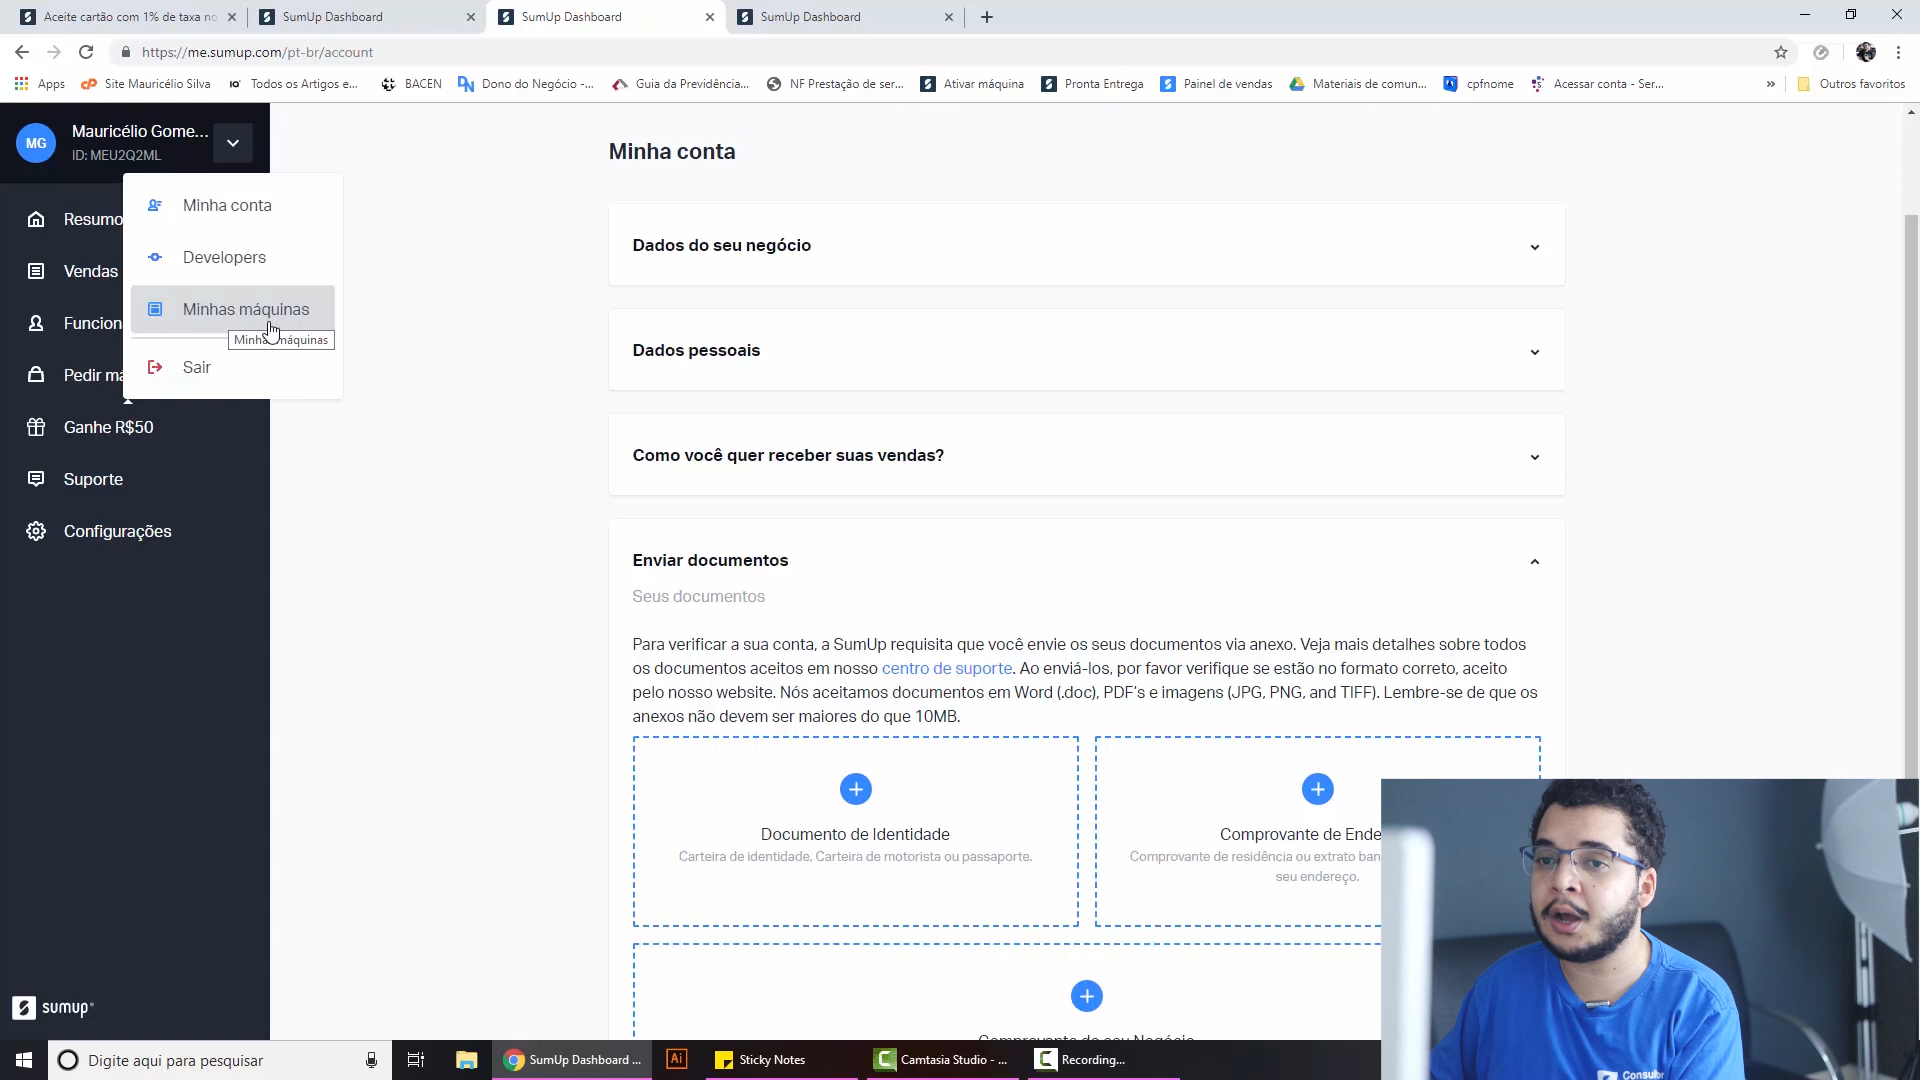 Aceite cartão com 1% de taxa no
SumUp Dashboard
SumUp Dashboard
SumUp Dashboard
https://me.sumup.com/pt-br/account
Apps
Site Mauricélio Silva
Todos os Artigos e...
BACEN
Dono do Negócio -...
Guia da Previdência...
NF Prestação de ser...
Ativar máquina
Pronta Entrega
Painel de vendas
Materiais de comun...
cpfnome
Acessar conta - Ser...
»
Outros favoritos
MG
Mauricélio Gome...
ID: MEU2Q2ML
Minha conta
Developers
Minhas máquinas
Sair
Resumo
Vendas
Funcion
Pedir má
Ganhe R$50
Suporte
Configurações
sumup
Minha conta
Dados do seu negócio
Dados pessoais
Como você quer receber suas vendas?
Enviar documentos
Seus documentos
Para verificar a sua conta, a SumUp requisita que você envie os seus documentos via anexo. Veja mais detalhes sobre todos
os documentos aceitos em nosso centro de suporte. Ao enviá-los, por favor verifique se estão no formato correto, aceito
pelo nosso website. Nós aceitamos documentos em Word (.doc), PDF's e imagens (JPG, PNG, and TIFF). Lembre-se de que os
anexos não devem ser maiores do que 10MB.
Documento de Identidade
Carteira de identidade, Carteira de motorista ou passaporte.
Comprovante de Ende
Comprovante de residência ou extrato ban
seu endereço.
Comprovante do seu Negócio
Digite aqui para pesquisar
SumUp Dashboard ...
Ai
Sticky Notes
Camtasia Studio - ...
Recording...